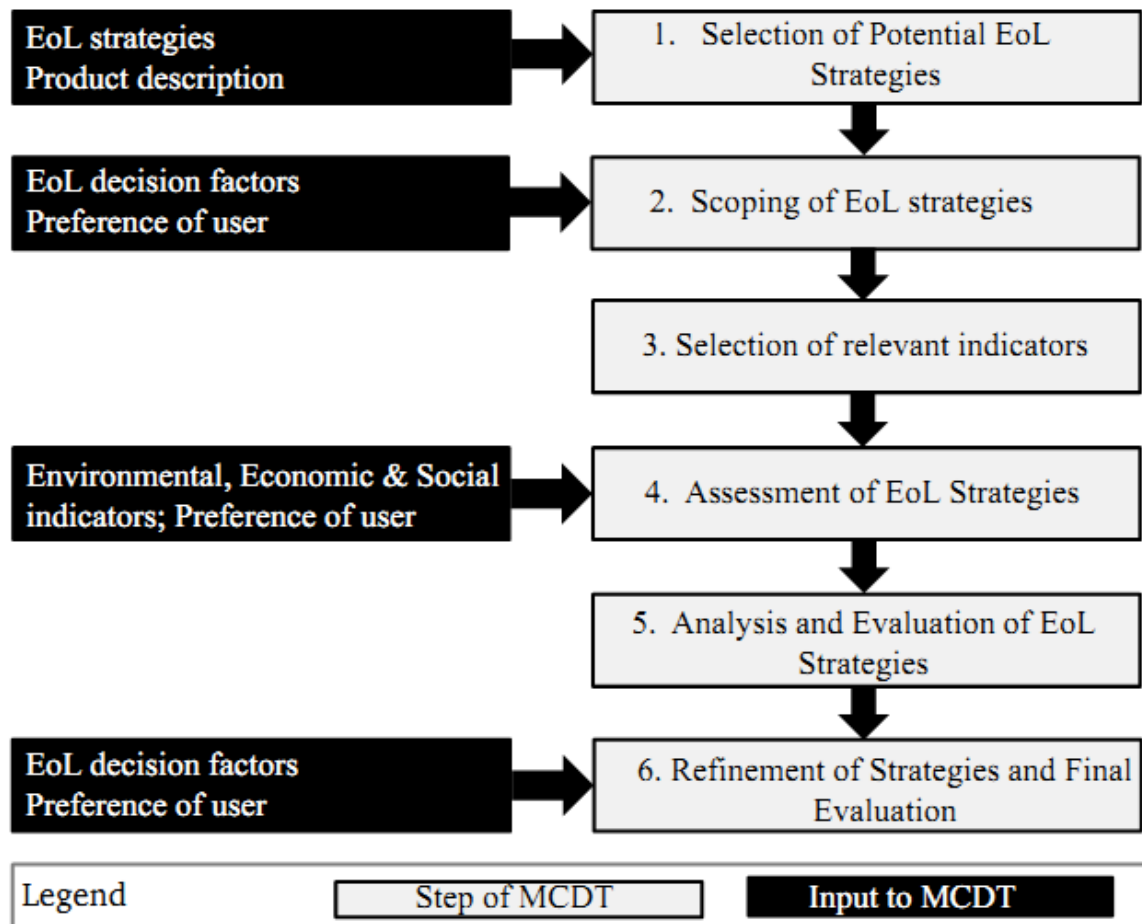 EoL strategies
Product description
1. Selection of Potential EoL
Strategies
EoL decision factors
Preference of user
2. Scoping of EoL strategies
3. Selection of relevant indicators
Environmental, Economic & Social
indicators; Preference of user
4. Assessment of EoL Strategies
5. Analysis and Evaluation of EoL
Strategies
EoL decision factors
Preference of user
6. Refinement of Strategies and Final
Evaluation
Legend
Step of MCDT
Input to MCDT